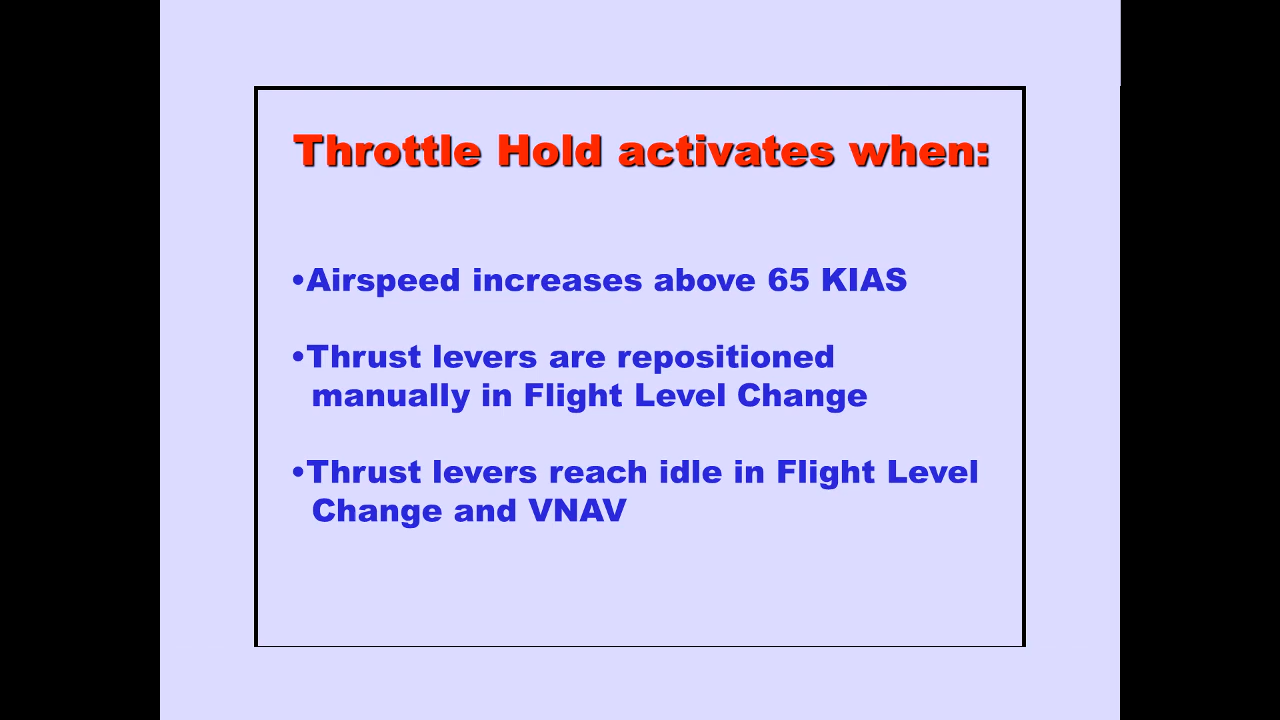 Throttle Hold activates when:
•Airspeed increases above 65 KIAS
•Thrust levers are repositioned
manually in Flight Level Change
•Thrust levers reach idle in Flight Level
Change and VNAV